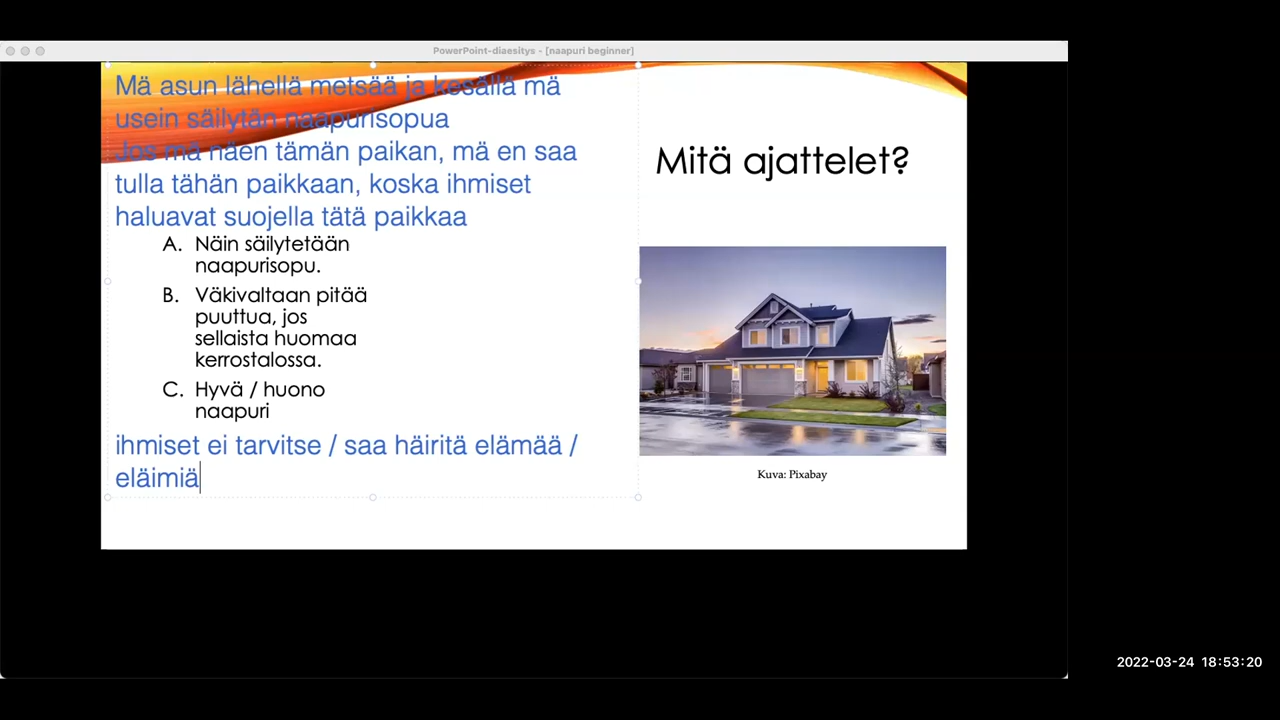 PowerPoint-diaesitys - [naapuri beginner]
Mä asun lähellä metsää ja kesällä mä
usein säilytän naapurisopua
Jos mä näen tämän paikan, mä en saa
tulla tähän paikkaan, koska ihmiset
haluavat suojella tätä paikkaa
Mitä ajattelet?
A. Näin säilytetään
naapurisopu.
B. Väkivaltaan pitää
puuttua, jos
sellaista huomaa
kerrostalossa.
C. Hyvä / huono
naapuri
ihmiset ei tarvitse / saa häiritä elämää /
eläimiä
Kuva: Pixabay
2022-03-24 18:53:20